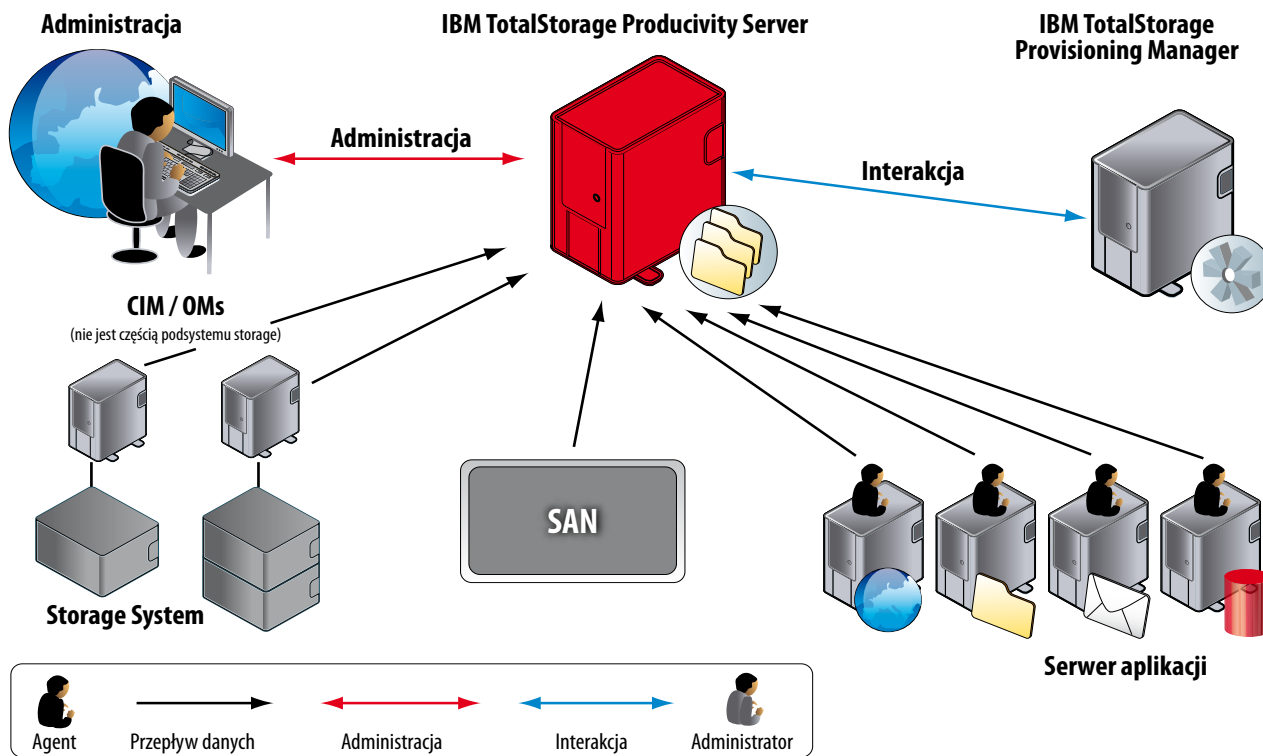 Administracja
IBM TotalStorage Producivity Server
IBM TotalStorage
Provisioning Manager
Administracja
Interakcja
CIM / OMs
(nie jest częścią podsystemu storage)
SAN
Storage System
Serwer aplikacji
Agent
Przepływ danych
Administracja
Interakcja
Administrator